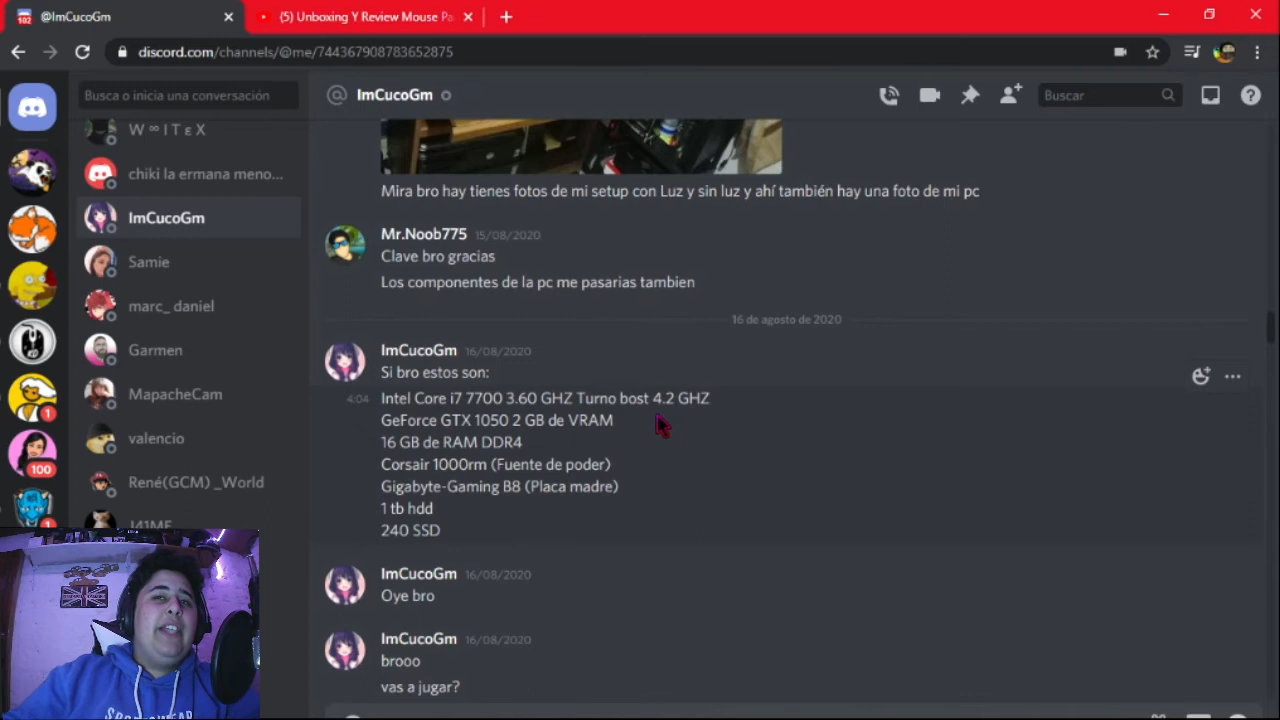 102
@ImCucoGm
(5) Unboxing Y Review Mouse Pa
discord.com/channels/@me/744367908783652875
Busca o inicia una conversación
ImCucoGm
Buscar
W ∞ I T ε X
chiki la ermana meno...
ImCucoGm
Samie
marc_ daniel
Garmen
MapacheCam
valencio
René(GCM) _World
J41MF
1
100
1
Mira bro hay tienes fotos de mi setup con Luz y sin luz y ahí también hay una foto de mi pc
Mr.Noob775 15/08/2020
Clave bro gracias
Los componentes de la pc me pasarias tambien
16 de agosto de 2020
ImCucoGm 16/08/2020
Si bro estos son:
4:04 Intel Core i7 7700 3.60 GHZ Turno bost 4.2 GHZ
GeForce GTX 1050 2 GB de VRAM
16 GB de RAM DDR4
Corsair 1000rm (Fuente de poder)
Gigabyte-Gaming B8 (Placa madre)
1 tb hdd
240 SSD
ImCucoGm 16/08/2020
Oye bro
ImCucoGm 16/08/2020
brooo
vas a jugar?